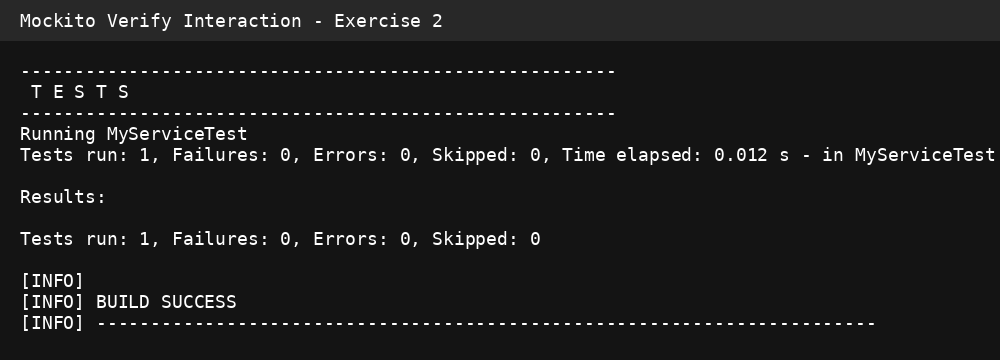 Mockito Verify Interaction - Exercise 2
-------------------------------------------------------
 T E S T S
-------------------------------------------------------
Running MyServiceTest
Tests run: 1, Failures: 0, Errors: 0, Skipped: 0, Time elapsed: 0.012 s - in MyServiceTest
Results:
Tests run: 1, Failures: 0, Errors: 0, Skipped: 0
[INFO]
[INFO] BUILD SUCCESS
[INFO] ------------------------------------------------------------------------